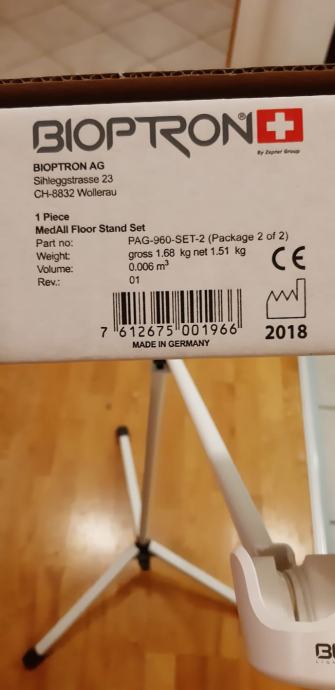 BIOPTRON
By Zepter Group
BIOPTRON AG
Sihleggstrasse 23
CH-8832 Wollerau
1 Piece
MedAll Floor Stand Set
Part no: PAG-960-SET-2 (Package 2 of 2)
Weight: gross 1.68 kg net 1.51 kg
Volume: 0.006 m³
Rev.: 01
CE
7 612675 001966
MADE IN GERMANY
2018